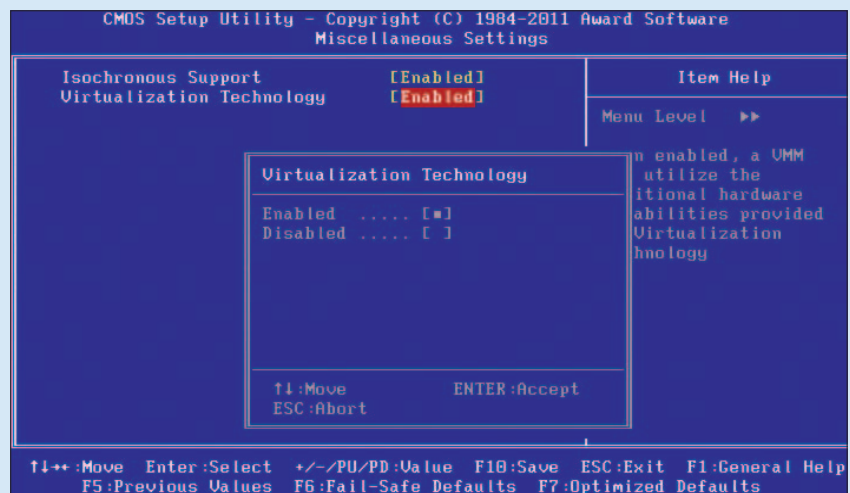 CMOS Setup Utility - Copyright (C) 1984-2011 Award Software
Miscellaneous Settings
Isochronous Support [Enabled]
Virtualization Technology [Enabled]
Item Help
Menu Level ▶▶
n enabled, a VMM
utilize the
itional hardware
abilities provided
Virtualization
hnology
Virtualization Technology
Enabled ..... [■]
Disabled ..... [ ]
↑↓:Move ENTER:Accept
ESC:Abort
↑↓→←:Move Enter:Select +/-/PU/PD:Value F10:Save ESC:Exit F1:General Help
F5:Previous Values F6:Fail-Safe Defaults F7:Optimized Defaults